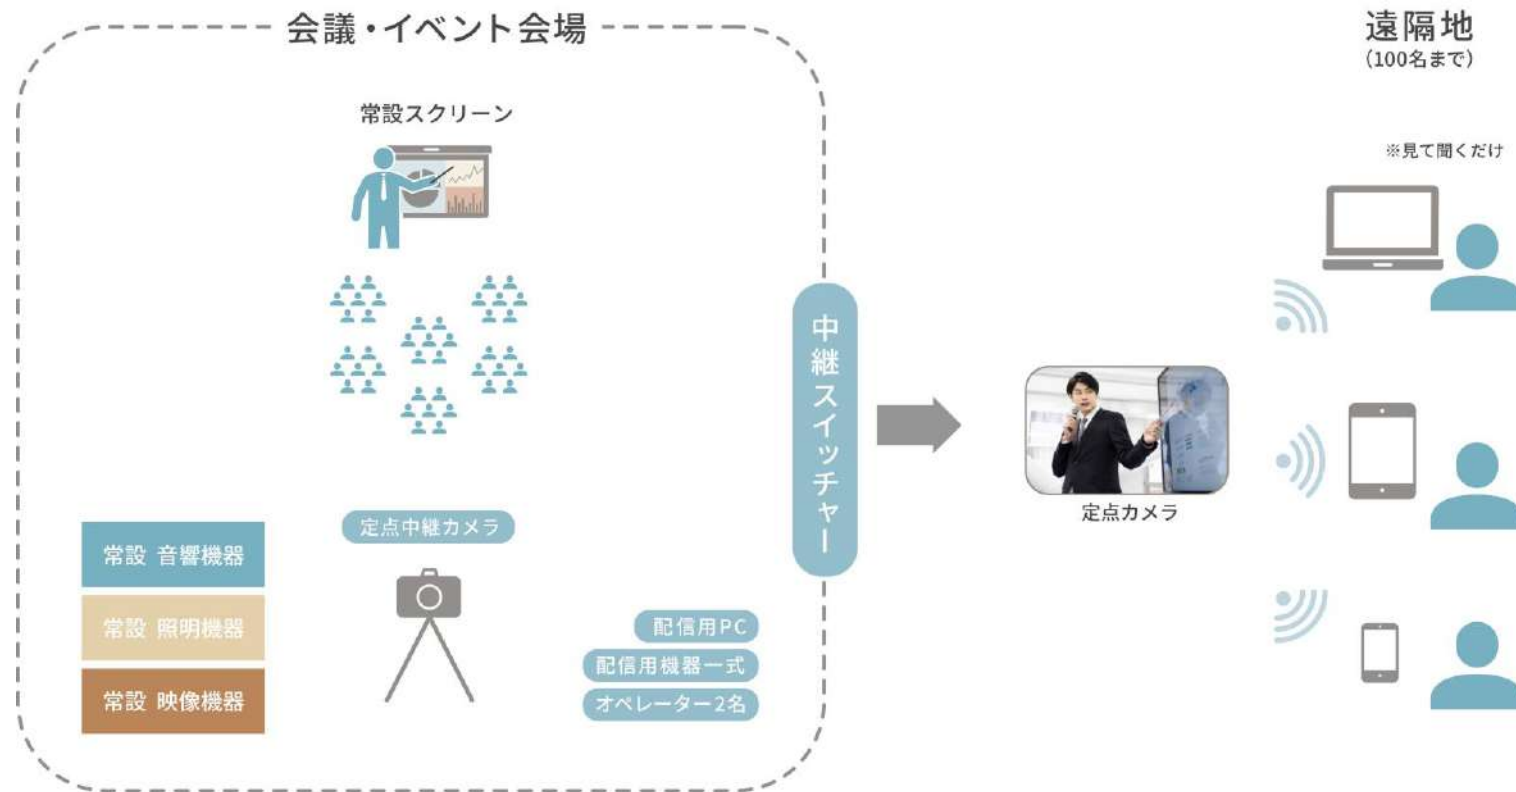 会議・イベント会場
常設スクリーン
定点中継カメラ
常設 音響機器
常設 照明機器
常設 映像機器
配信用PC
配信用機器一式
オペレーター2名
中継スイッチャー
定点カメラ
遠隔地
(100名まで)
※見て聞くだけ